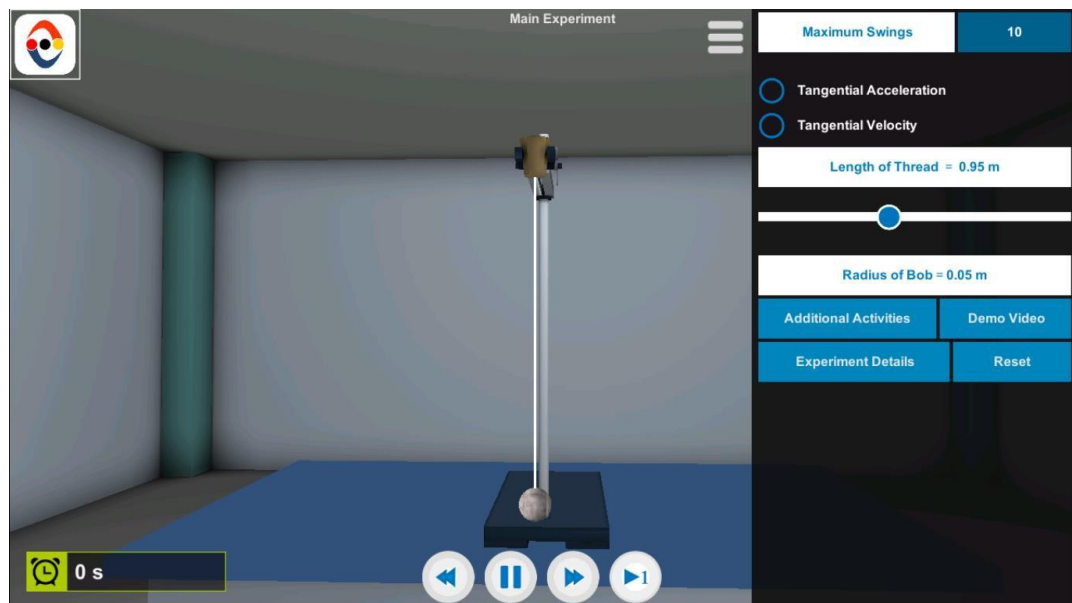 Main Experiment
Maximum Swings 10
Tangential Acceleration
Tangential Velocity
Length of Thread = 0.95 m
Radius of Bob = 0.05 m
Additional Activities Demo Video
Experiment Details Reset
0 s
1